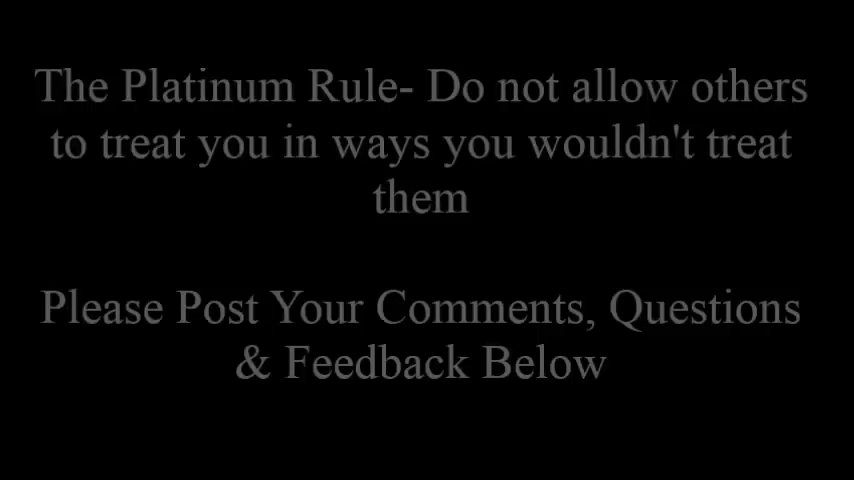 The Platinum Rule- Do not allow others
to treat you in ways you wouldn't treat
them
Please Post Your Comments, Questions
& Feedback Below